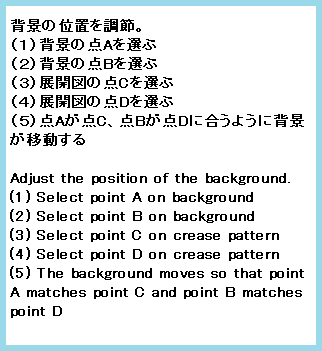 背景の位置を調節。
（１）背景の点Aを選ぶ
（２）背景の点Bを選ぶ
（３）展開図の点Cを選ぶ
（４）展開図の点Dを選ぶ
（５）点Aが点C、点Bが点Dに合うように背景
が移動する
Adjust the position of the background.
(1) Select point A on background
(2) Select point B on background
(3) Select point C on crease pattern
(4) Select point D on crease pattern
(5) The background moves so that point
A matches point C and point B matches
point D